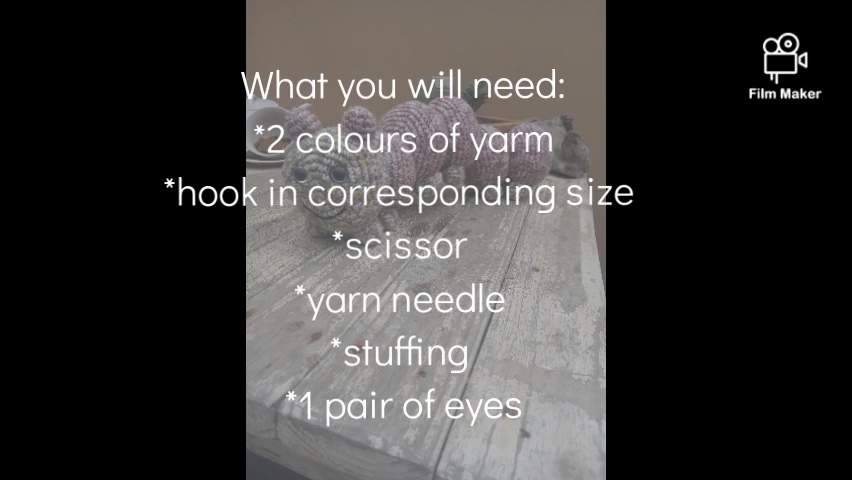 What you will need:
*2 colours of yarm
*hook in corresponding size
*scissor
*yarn needle
*stuffing
*1 pair of eyes
Film Maker